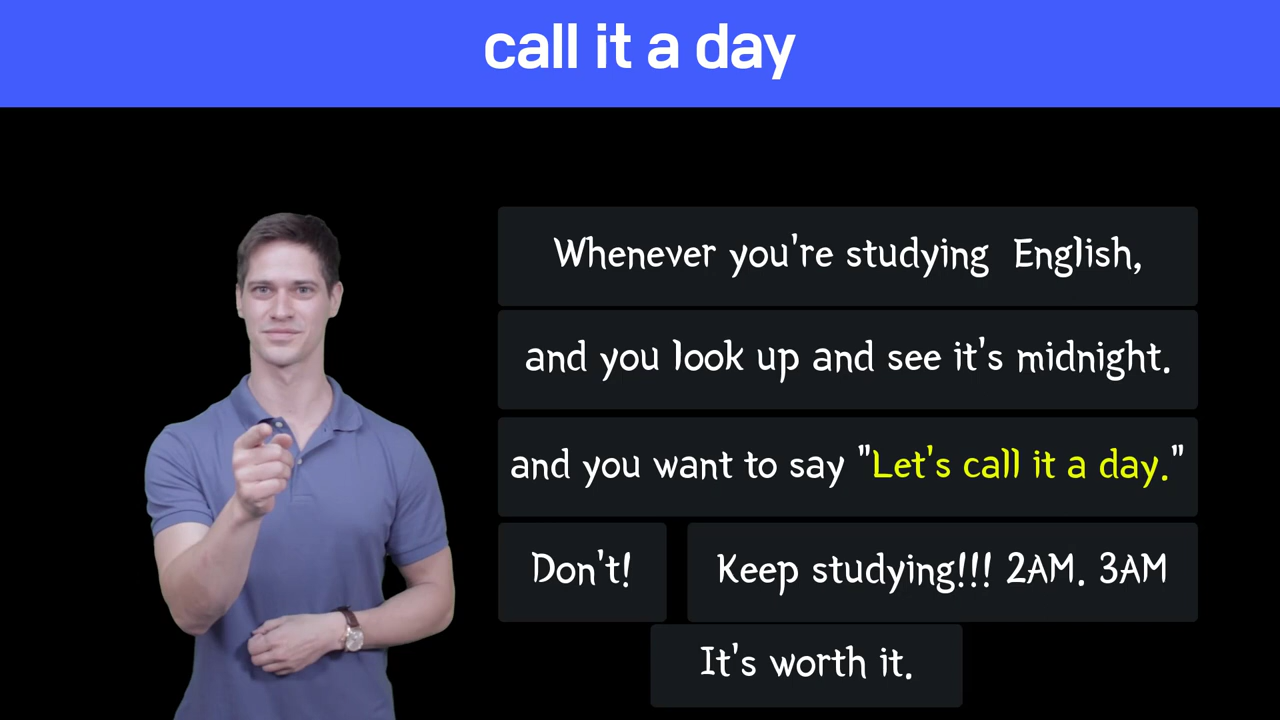 call it a day
Whenever you're studying English,
and you look up and see it's midnight.
and you want to say "Let's call it a day."
Don't! Keep studying!!! 2AM. 3AM
It's worth it.